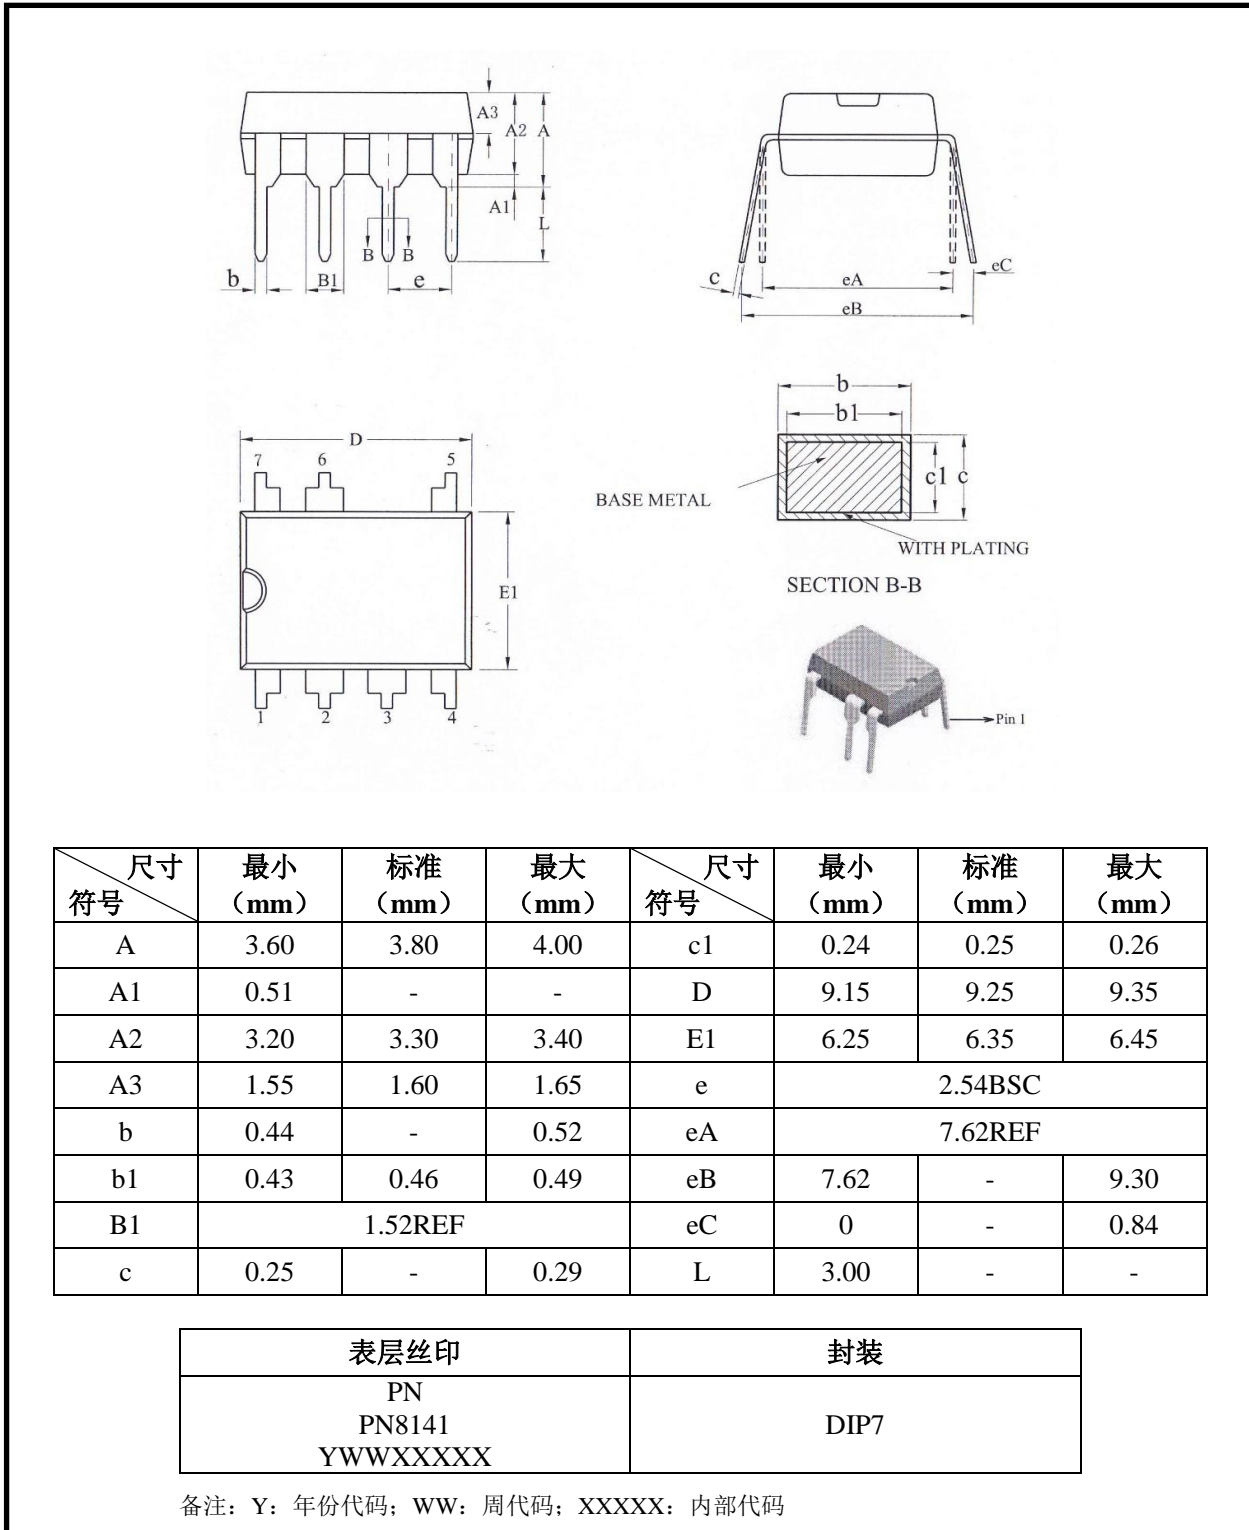 A3
A2
A
A1
L
B
B
b
B1
e
c
eA
eB
eC
D
7
6
5
E1
1
2
3
4
b
b1
c1
c
BASE METAL
WITH PLATING
SECTION B-B
Pin 1
尺寸 符号 最小（mm） 标准（mm） 最大（mm） 尺寸 符号 最小（mm） 标准（mm） 最大（mm）
A 3.60 3.80 4.00 c1 0.24 0.25 0.26
A1 0.51 - - D 9.15 9.25 9.35
A2 3.20 3.30 3.40 E1 6.25 6.35 6.45
A3 1.55 1.60 1.65 e 2.54BSC
b 0.44 - 0.52 eA 7.62REF
b1 0.43 0.46 0.49 eB 7.62 - 9.30
B1 1.52REF eC 0 - 0.84
c 0.25 - 0.29 L 3.00 - -
表层丝印 封装
PN
PN8141
YWWXXXXX
DIP7
备注：Y：年份代码；WW：周代码；XXXXX：内部代码